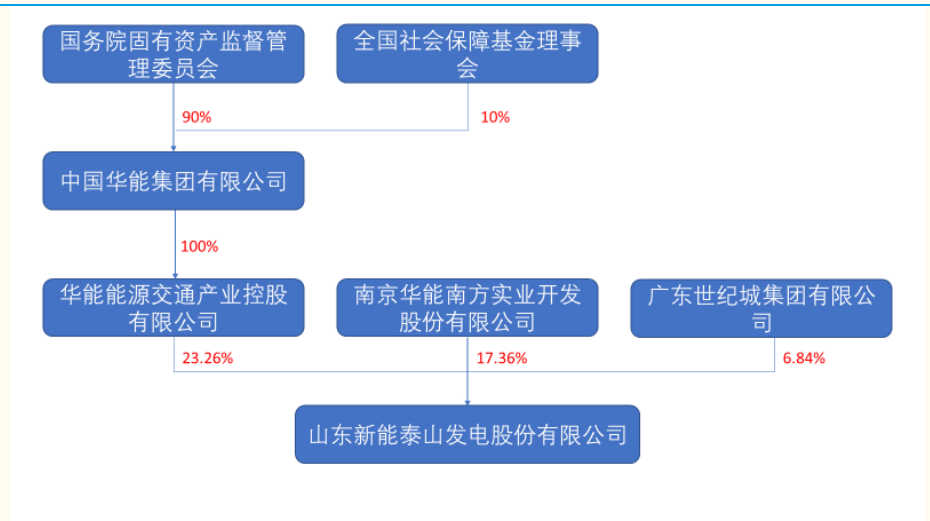 国务院固有资产监督管
理委员会
全国社会保障基金理事
会
90%
10%
中国华能集团有限公司
100%
华能能源交通产业控股
有限公司
南京华能南方实业开发
股份有限公司
广东世纪城集团有限公
司
23.26%
17.36%
6.84%
山东新能泰山发电股份有限公司